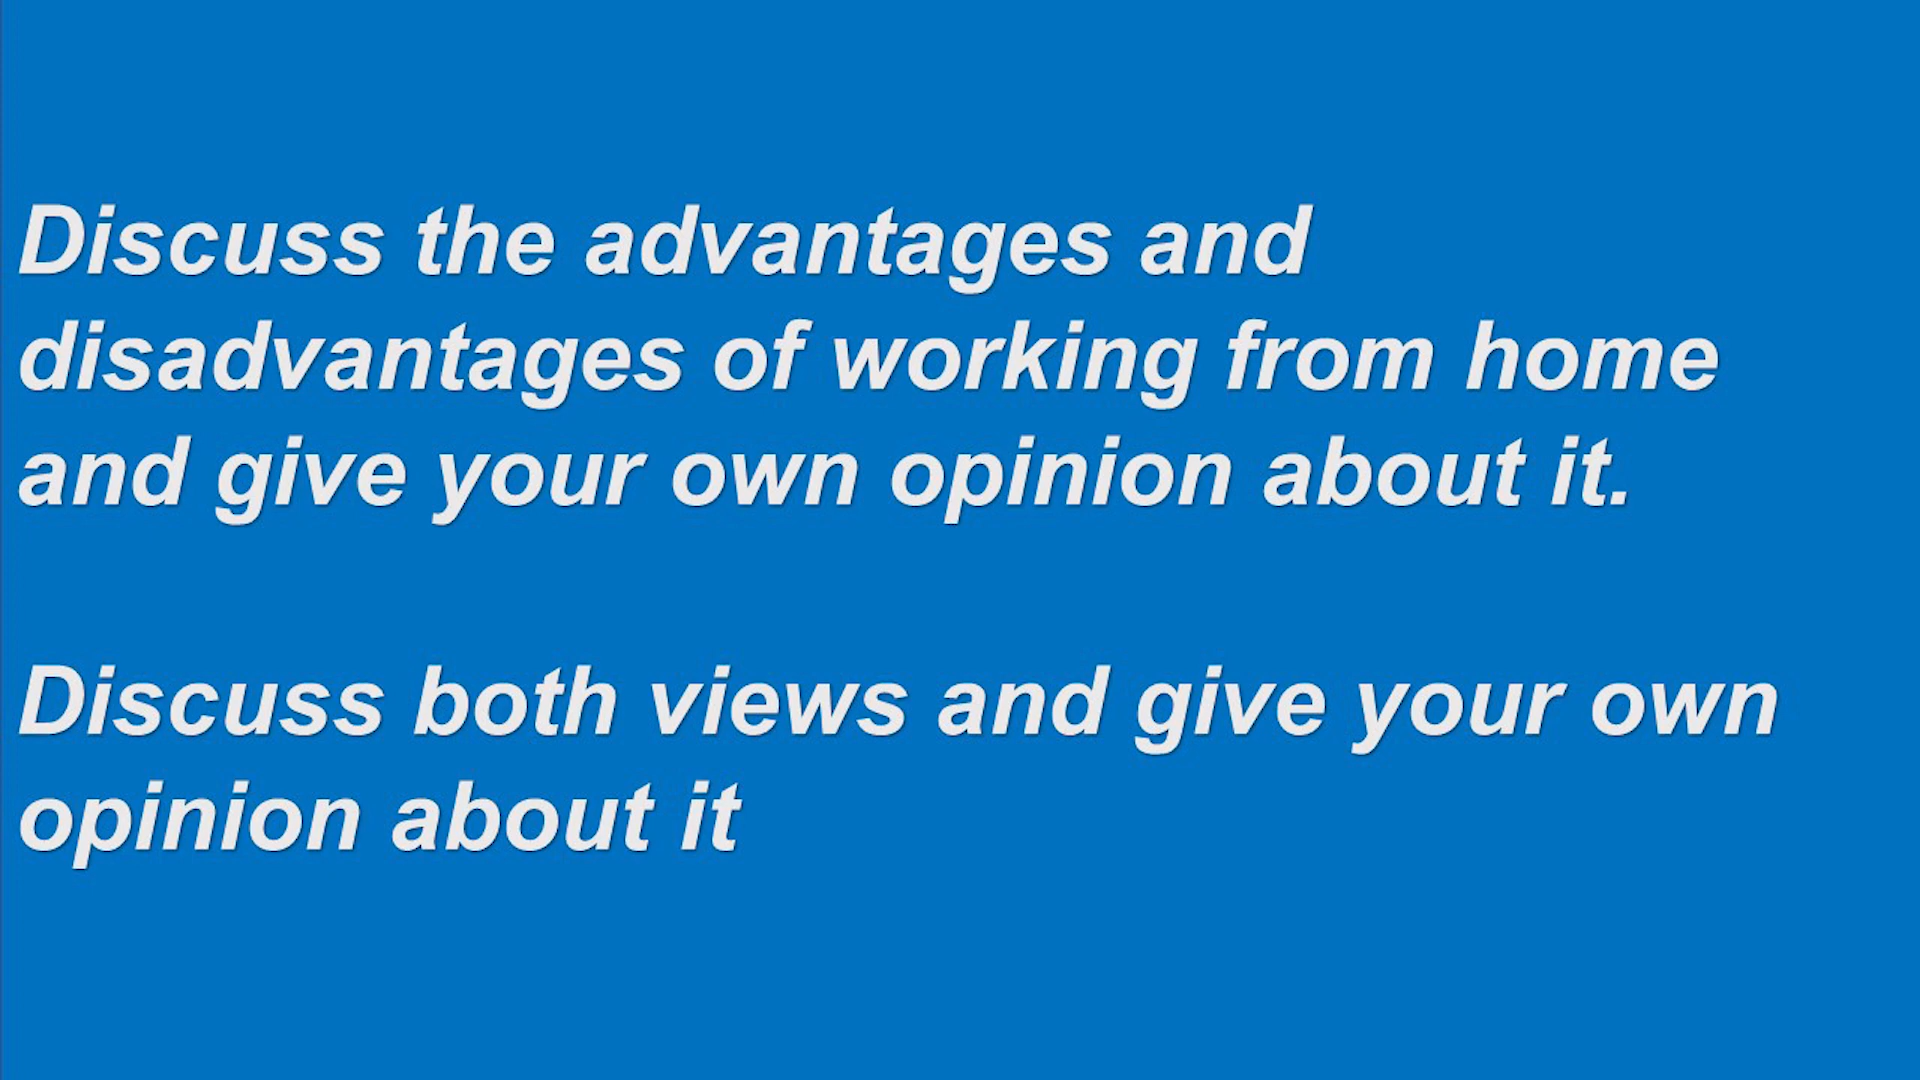 Discuss the advantages and
disadvantages of working from home
and give your own opinion about it.
Discuss both views and give your own
opinion about it